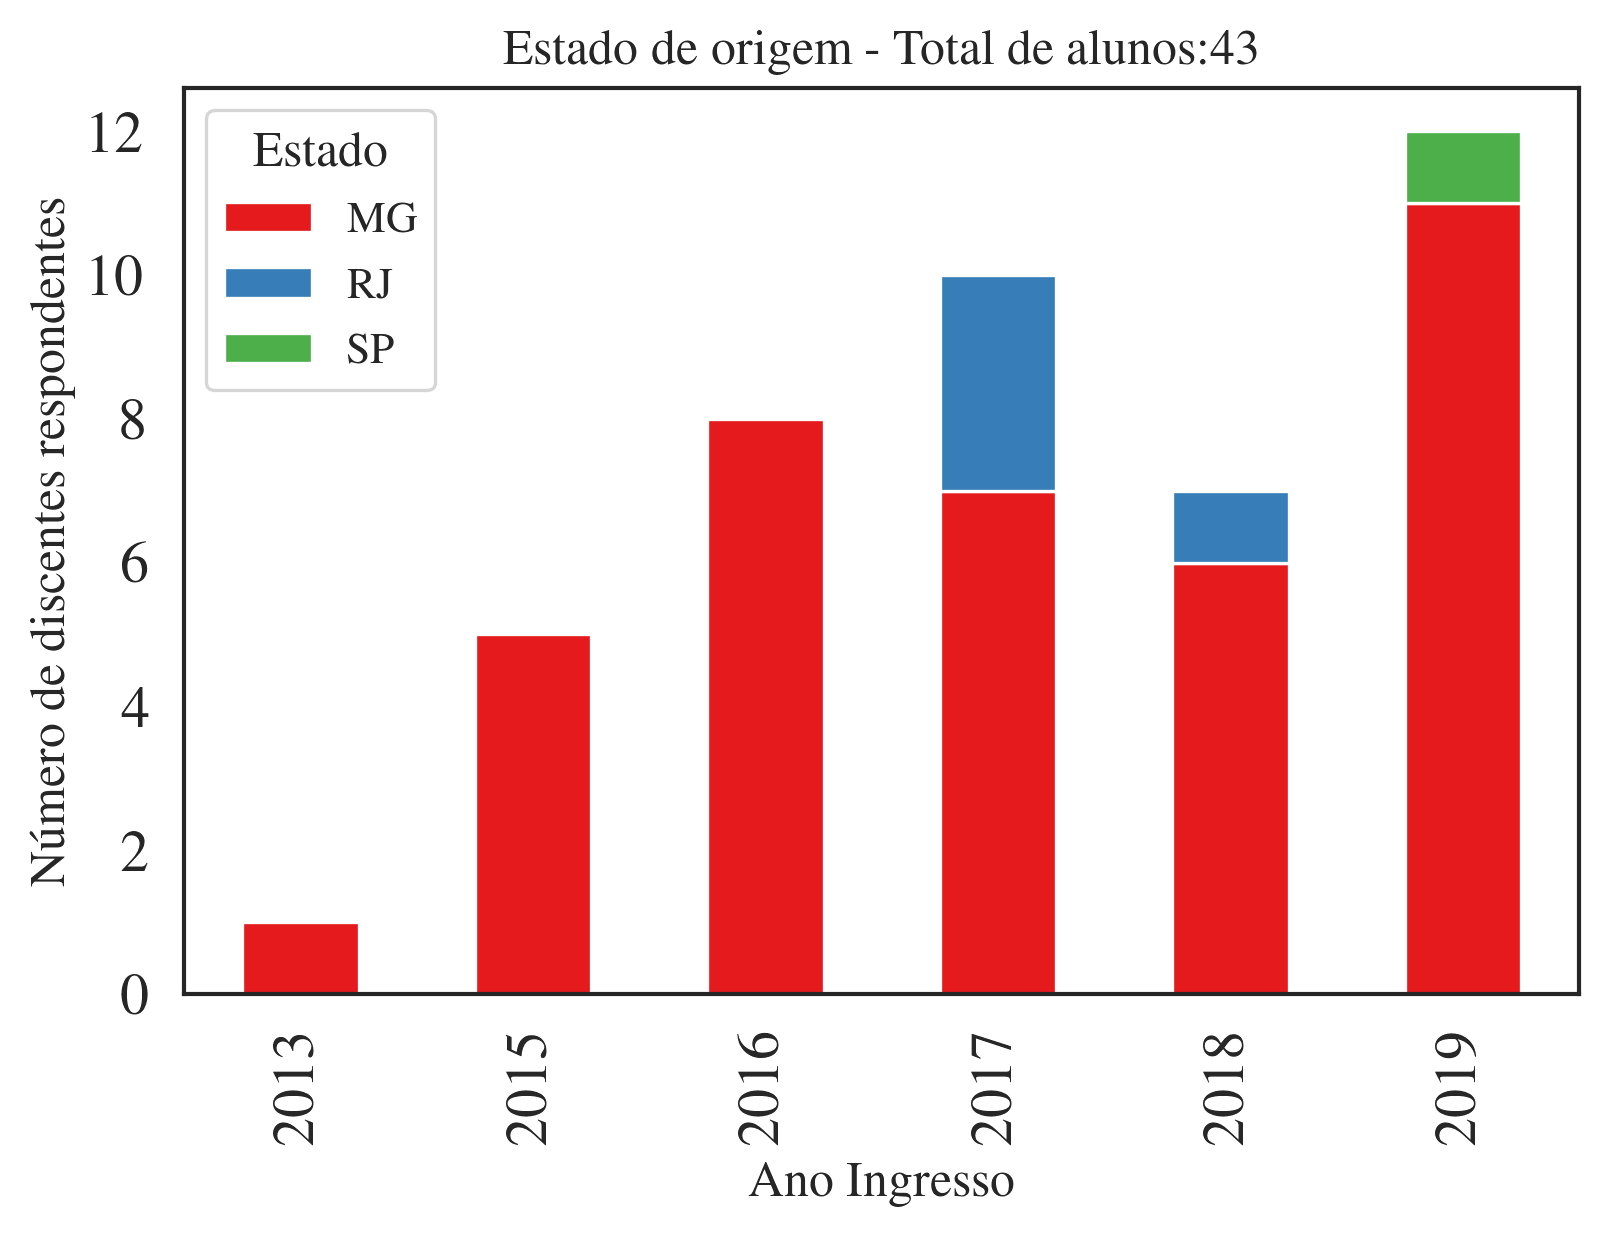 Estado de origem - Total de alunos:43
Estado
MG
RJ
SP
Número de discentes respondentes
12
10
8
6
4
2
0
2013
2015
2016
2017
2018
2019
Ano Ingresso